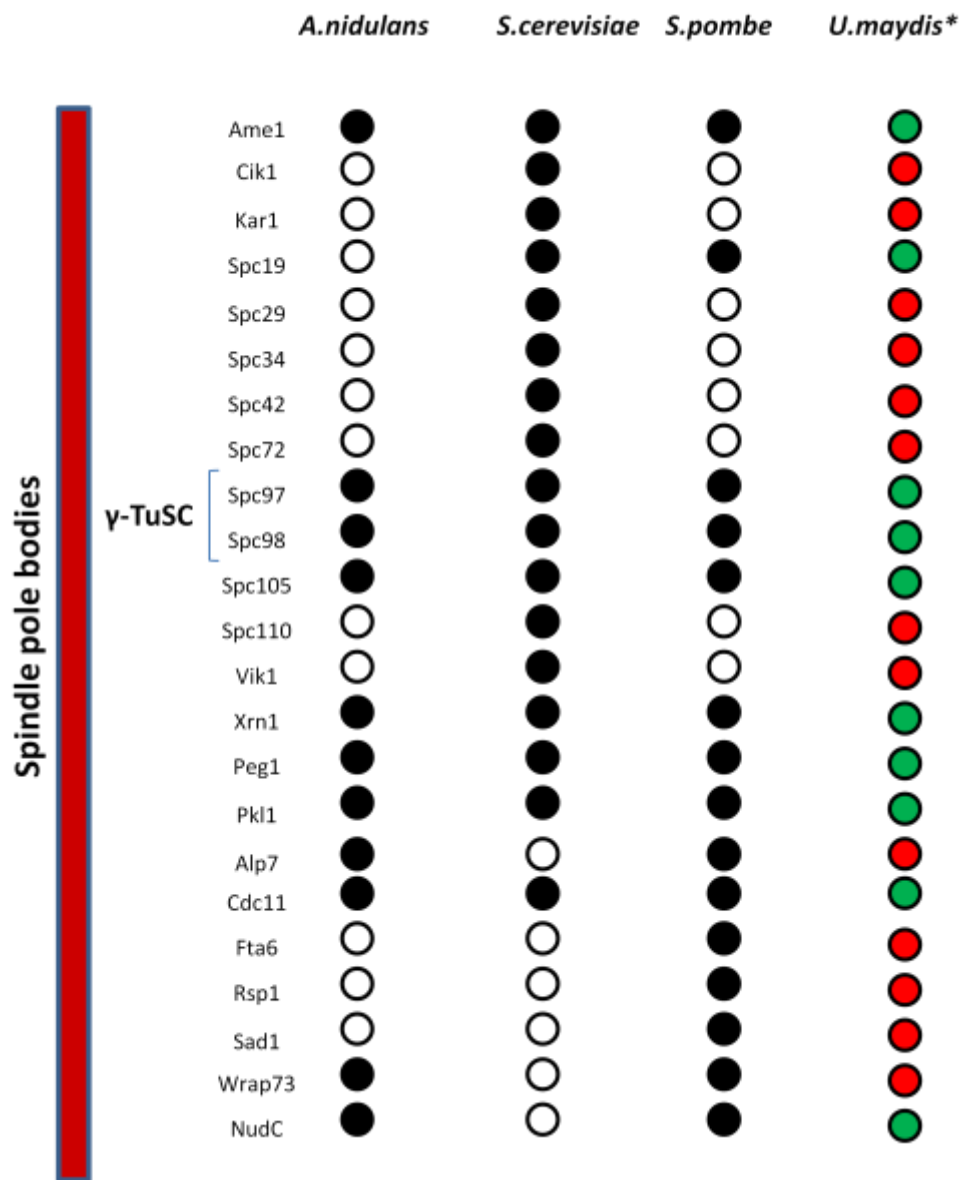 A.nidulans S.cerevisiae S.pombe U.maydis*
Spindle pole bodies
Ame1
Cik1
Kar1
Spc19
Spc29
Spc34
Spc42
Spc72
γ-TuSC
Spc97
Spc98
Spc105
Spc110
Vik1
Xrn1
Peg1
Pkl1
Alp7
Cdc11
Fta6
Rsp1
Sad1
Wrap73
NudC